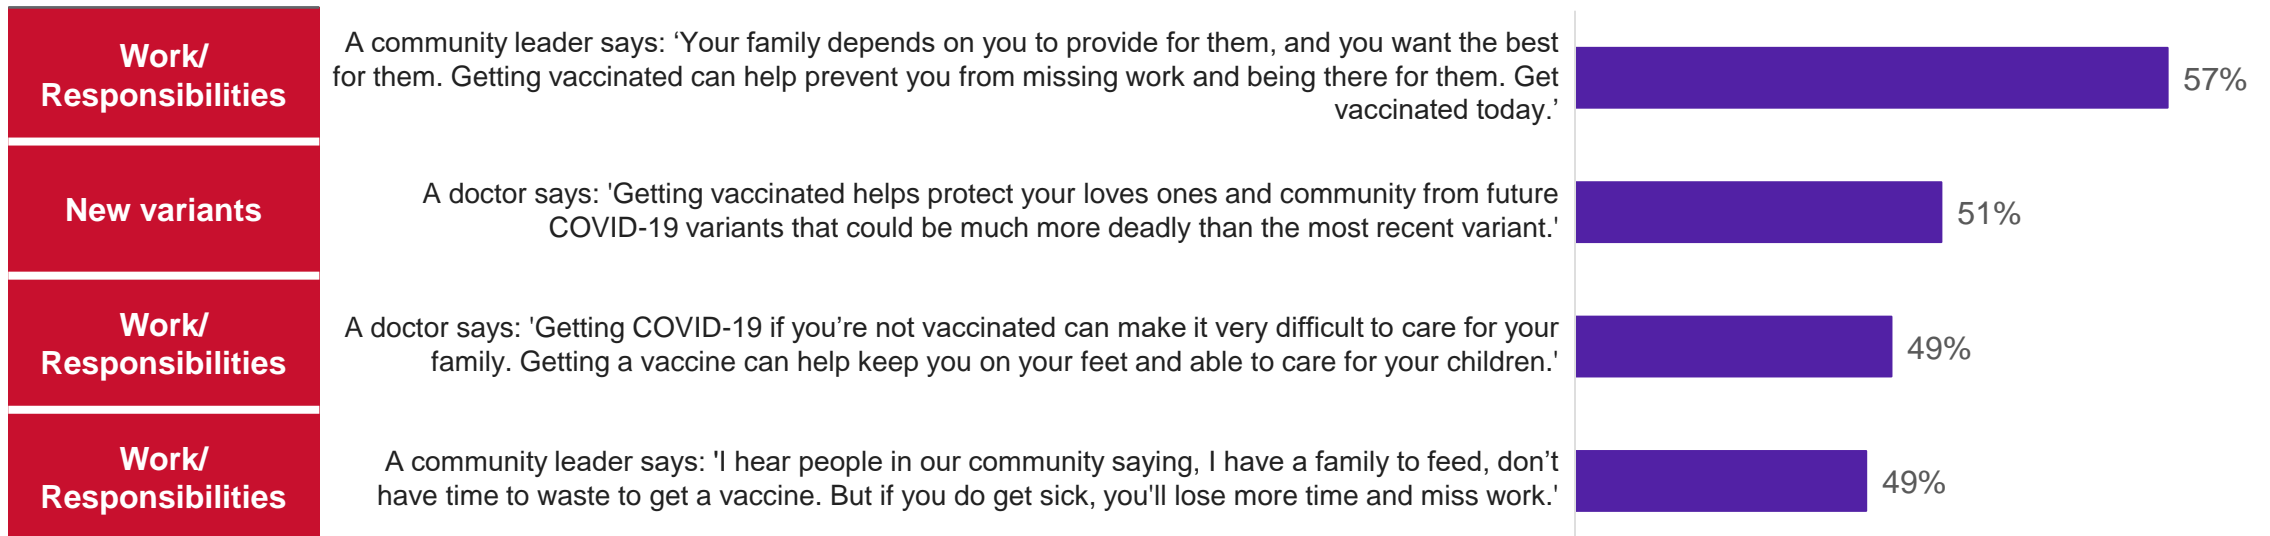 Work/
Responsibilities
A community leader says: ‘Your family depends on you to provide for them, and you want the best
for them. Getting vaccinated can help prevent you from missing work and being there for them. Get
vaccinated today.’
57%
New variants
A doctor says: 'Getting vaccinated helps protect your loves ones and community from future
COVID-19 variants that could be much more deadly than the most recent variant.'
51%
Work/
Responsibilities
A doctor says: 'Getting COVID-19 if you’re not vaccinated can make it very difficult to care for your
family. Getting a vaccine can help keep you on your feet and able to care for your children.'
49%
Work/
Responsibilities
A community leader says: 'I hear people in our community saying, I have a family to feed, don’t
have time to waste to get a vaccine. But if you do get sick, you'll lose more time and miss work.'
49%